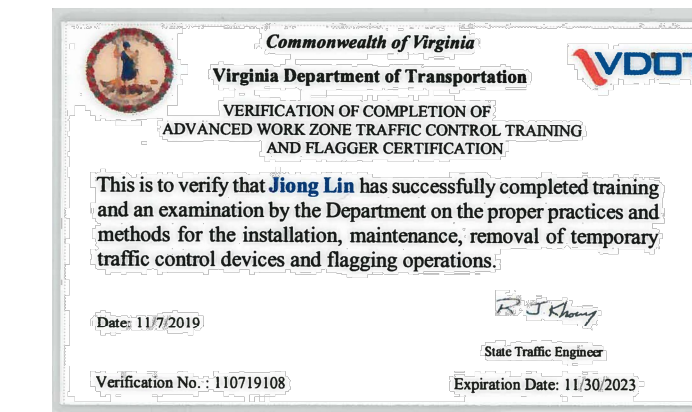 Commonwealth of Virginia
Virginia Department of Transportation
VDOT
VERIFICATION OF COMPLETION OF
ADVANCED WORK ZONE TRAFFIC CONTROL TRAINING
AND FLAGGER CERTIFICATION
This is to verify that Jiong Lin has successfully completed training
and an examination by the Department on the proper practices and
methods for the installation, maintenance, removal of temporary
traffic control devices and flagging operations.
Date: 11/7/2019
R J Khoury
State Traffic Engineer
Verification No. : 110719108
Expiration Date: 11/30/2023